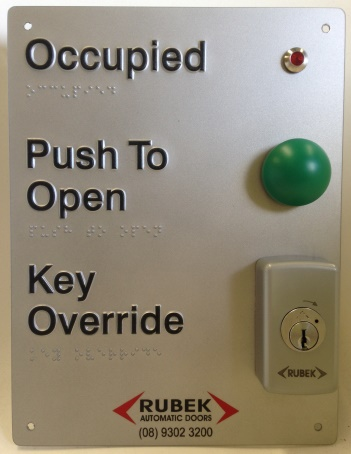 Occupied
Push To
Open
Key
Override
RUBEK
RUBEK
AUTOMATIC DOORS
(08) 9302 3200